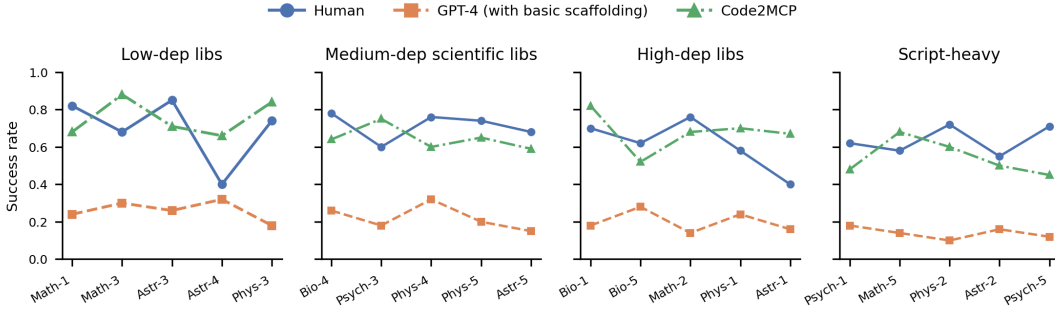 Human GPT-4 (with basic scaffolding) Code2MCP
Low-dep libs Medium-dep scientific libs High-dep libs Script-heavy
Success rate
1.0
0.8
0.6
0.4
0.2
0.0
Math-1 Math-3 Astr-3 Astr-4 Phys-3 Bio-4 Psych-3 Phys-4 Phys-5 Astr-5 Bio-1 Bio-5 Math-2 Phys-1 Astr-1 Psych-1 Math-5 Phys-2 Astr-2 Psych-5